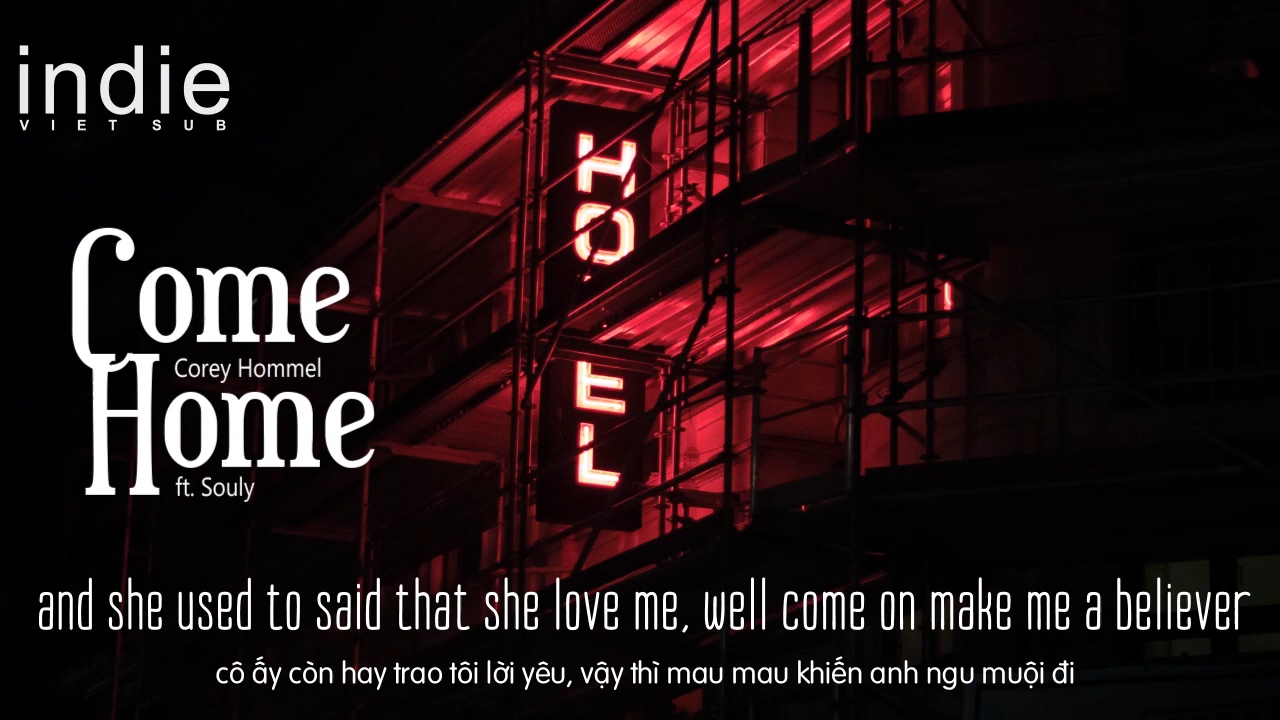 indie
VIET SUB
Come
Corey Hommel
Home
ft. Souly
HO
EL
and she used to said that she love me, well come on make me a believer
cô ấy còn hay trao tôi lời yêu, vậy thì mau mau khiến anh ngu muội đi